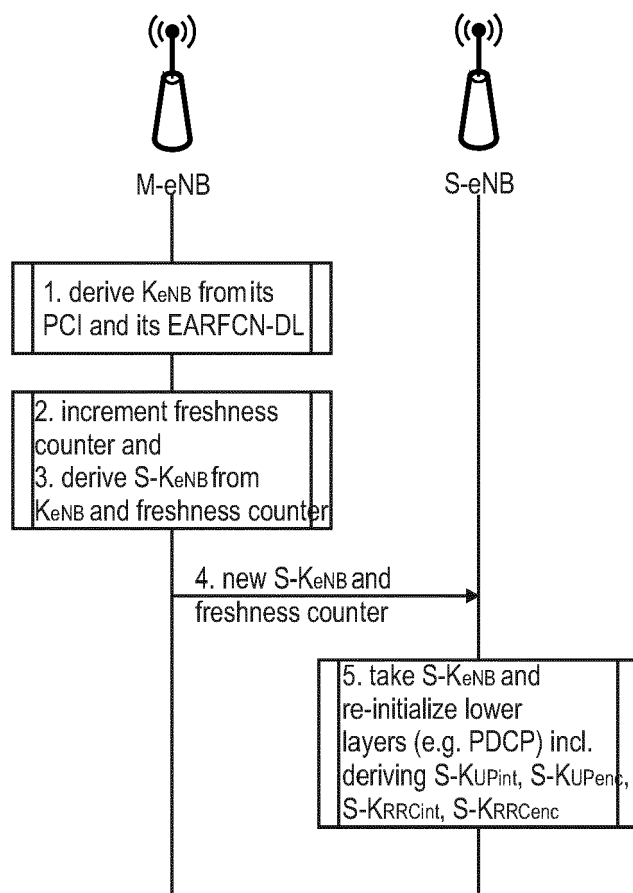 M-eNB
S-eNB
1. derive KeNB from its
PCI and its EARFCN-DL
2. increment freshness
counter and
3. derive S-KeNB from
KeNB and freshness counter
4. new S-KeNB and
freshness counter
5. take S-KeNB and
re-initialize lower
layers (e.g. PDCP) incl.
deriving S-KUPint, S-KUPenc,
S-KRRCint, S-KRRCenc